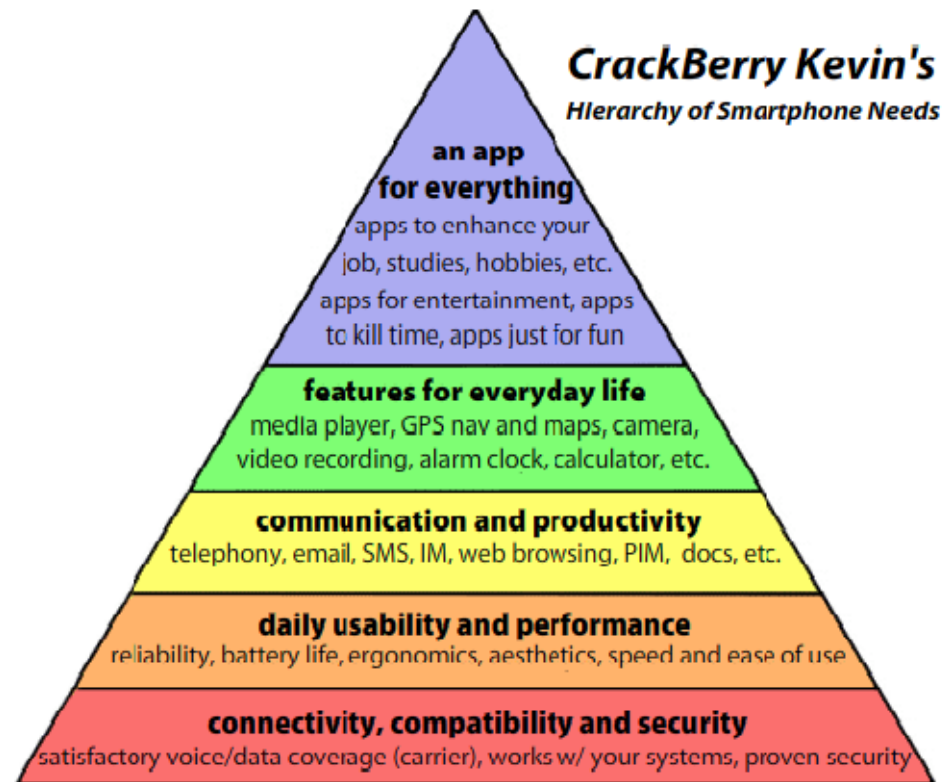 CrackBerry Kevin's
HIerarchy of Smartphone Needs
an app
for everything
apps to enhance your
job, studies, hobbies, etc.
apps for entertainment, apps
to kill time, apps just for fun
features for everyday life
media player, GPS nav and maps, camera,
video recording, alarm clock, calculator, etc.
communication and productivity
telephony, email, SMS, IM, web browsing, PIM, docs, etc.
daily usability and performance
reliability, battery life, ergonomics, aesthetics, speed and ease of use
connectivity, compatibility and security
satisfactory voice/data coverage (carrier), works w/ your systems, proven security